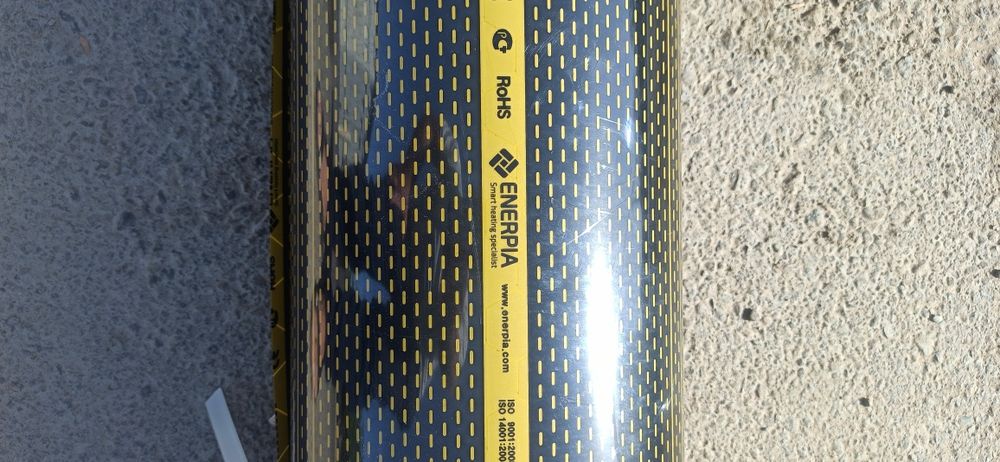 RoHS
ENERPIA
Smart heating specialist
www.enerpia.com
ISO 9001:200
ISO 14001:200